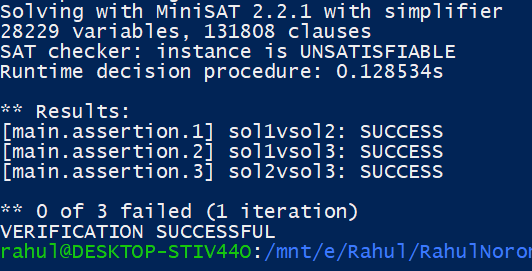 Solving with MiniSAT 2.2.1 with simplifier
28229 variables, 131808 clauses
SAT checker: instance is UNSATISFIABLE
Runtime decision procedure: 0.128534s
** Results:
[main.assertion.1] sol1vsol2: SUCCESS
[main.assertion.2] sol1vsol3: SUCCESS
[main.assertion.3] sol2vsol3: SUCCESS
** 0 of 3 failed (1 iteration)
VERIFICATION SUCCESSFUL
rahul@DESKTOP-STIV44O:/mnt/e/Rahul/RahulNoron